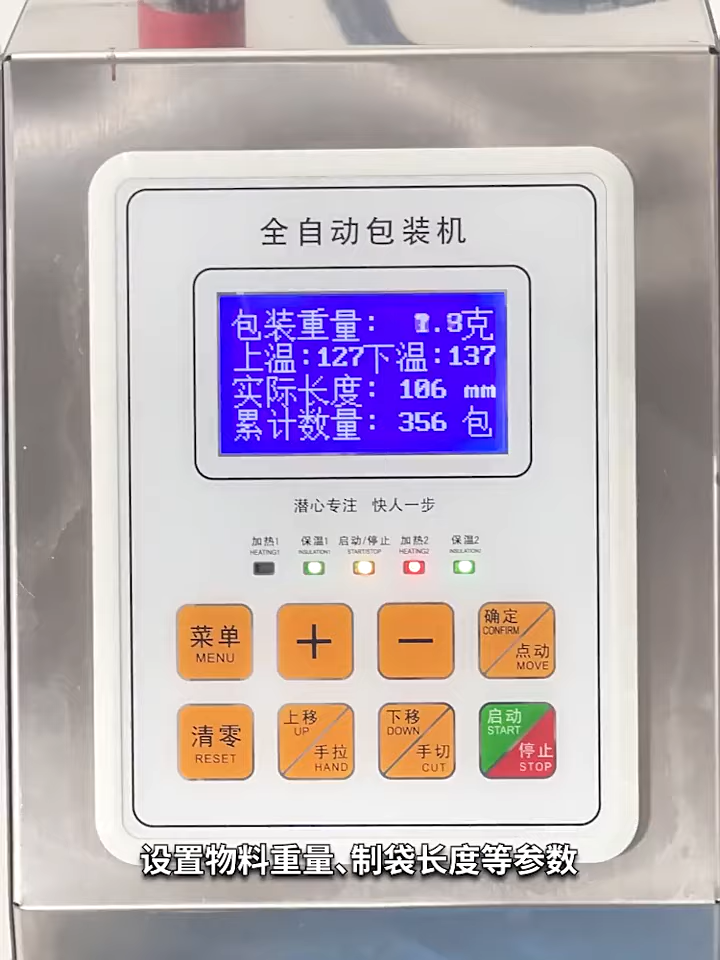 全自动包装机
包装重量: 克
上温:127下温:137
实际长度: 106 mm
累计数量: 356 包
潜心专注 快人一步
加热1 保温1 启动/停止 加热2 保温2
HEATING1 INSULATION1 START/STOP HEATING2 INSULATION2
菜单 + − 确定
MENU CONFIRM
点动
MOVE
清零 上移 下移 启动
RESET UP DOWN START
手拉 手切 停止
HAND CUT STOP
设置物料重量、制袋长度等参数